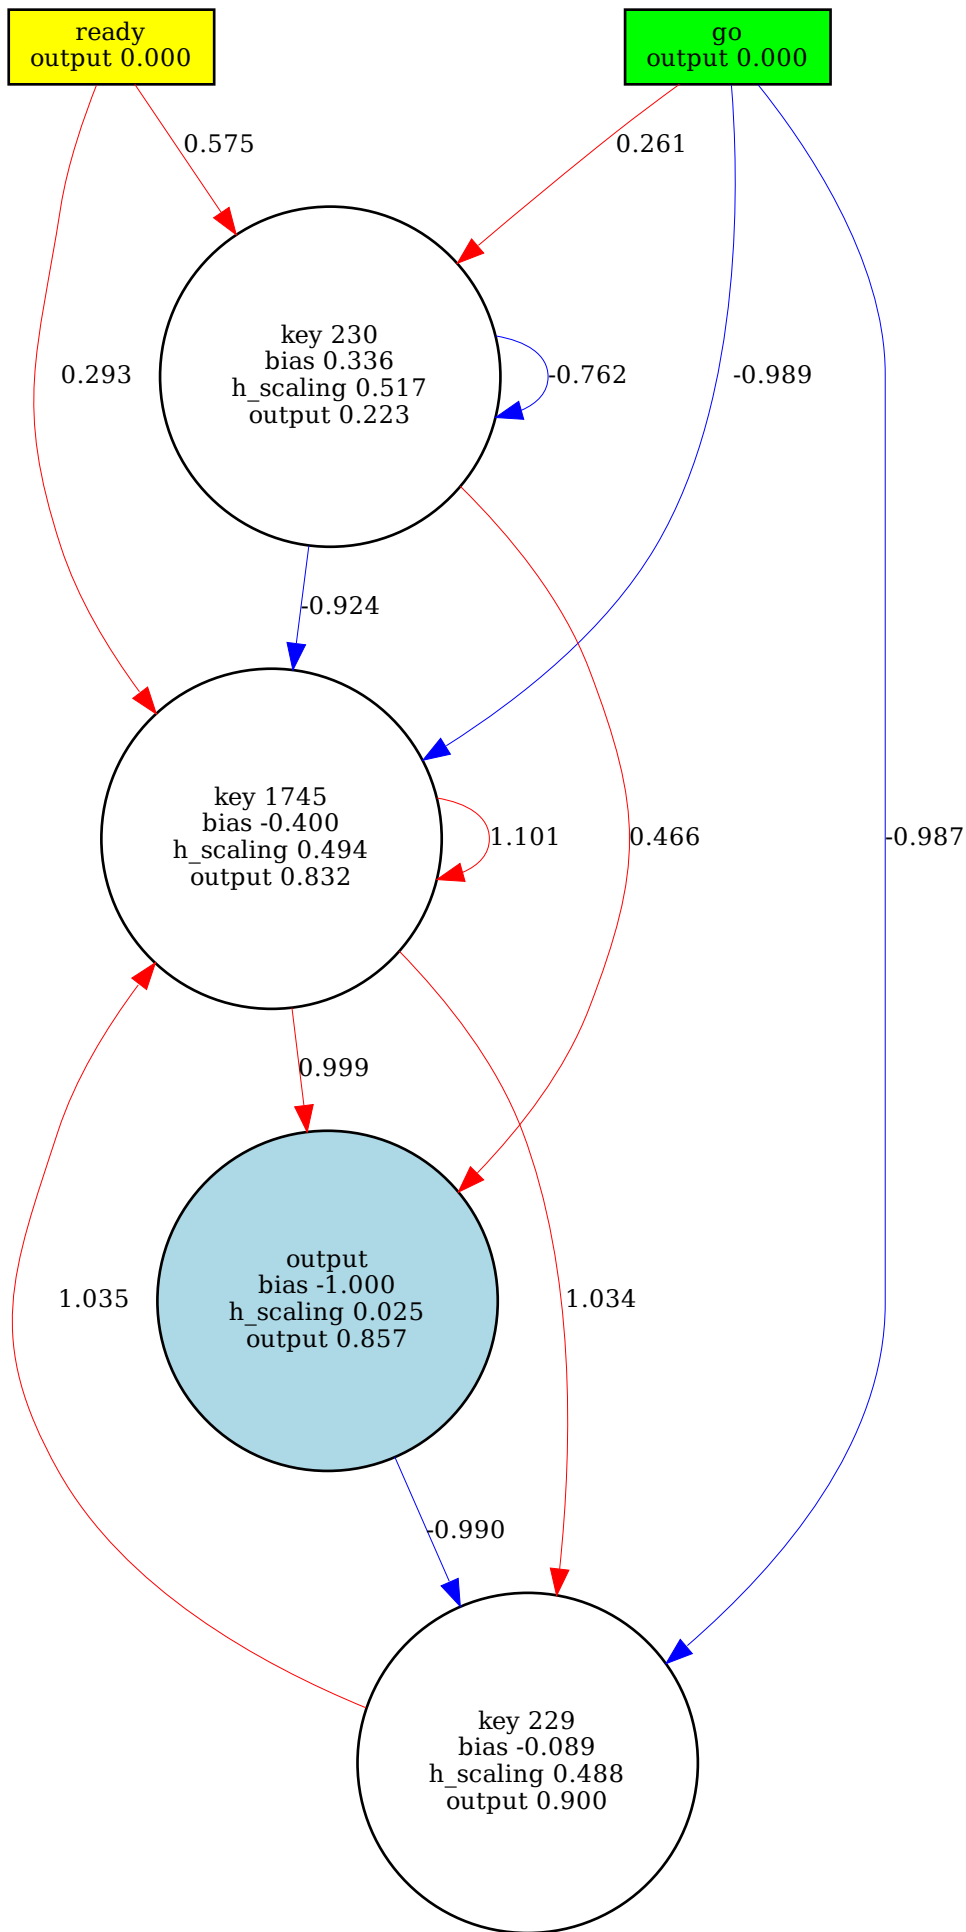 ready
output 0.000
go
output 0.000
0.575
0.261
key 230
bias 0.336
h_scaling 0.517
output 0.223
0.293
-0.762
-0.989
-0.924
key 1745
bias -0.400
h_scaling 0.494
output 0.832
1.101
0.466
-0.987
0.999
output
bias -1.000
h_scaling 0.025
output 0.857
1.035
1.034
-0.990
key 229
bias -0.089
h_scaling 0.488
output 0.900